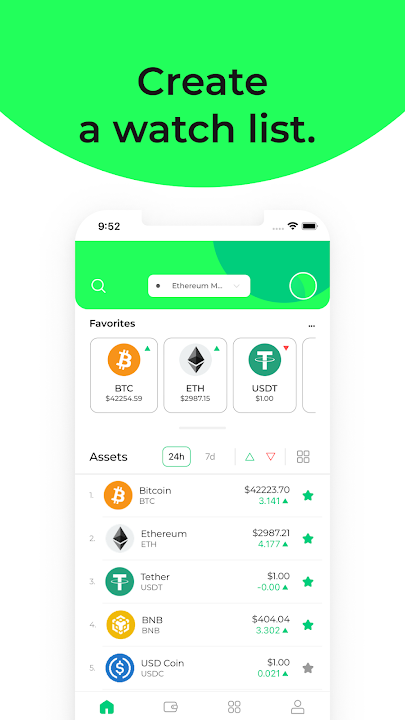 Create
a watch list.
9:52
Ethereum M...
Favorites
...
BTC
$42254.59
ETH
$2987.15
USDT
$1.00
Assets
24h
7d
1.
Bitcoin
BTC
$42223.70
3.141
2.
Ethereum
ETH
$2987.21
4.177
3.
Tether
USDT
$1.00
-0.00
4.
BNB
BNB
$404.04
3.302
5.
USD Coin
USDC
$1.00
0.021